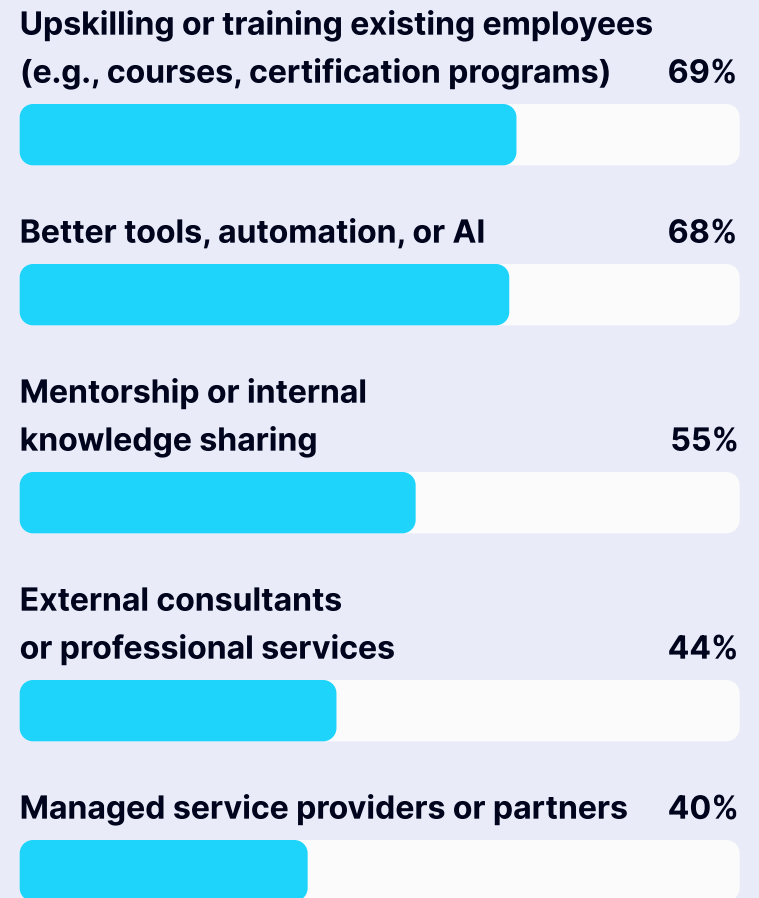 Upskilling or training existing employees
(e.g., courses, certification programs) 69%
Better tools, automation, or AI 68%
Mentorship or internal
knowledge sharing 55%
External consultants
or professional services 44%
Managed service providers or partners 40%